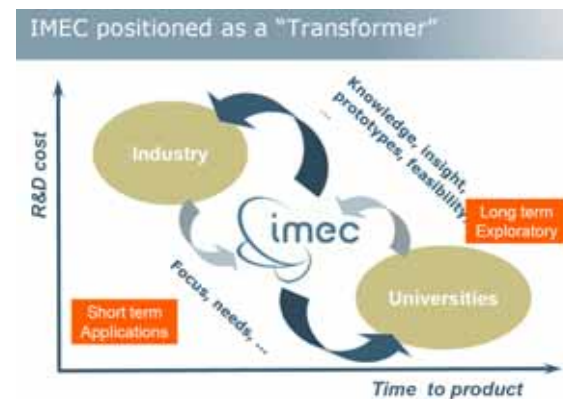 IMEC positioned as a “Transformer”
R&D cost
Industry
...
Knowledge, insight,
prototypes, feasibility
Long term
Exploratory
imec
Focus, needs, ...
Short term
Applications
Universities
Time to product